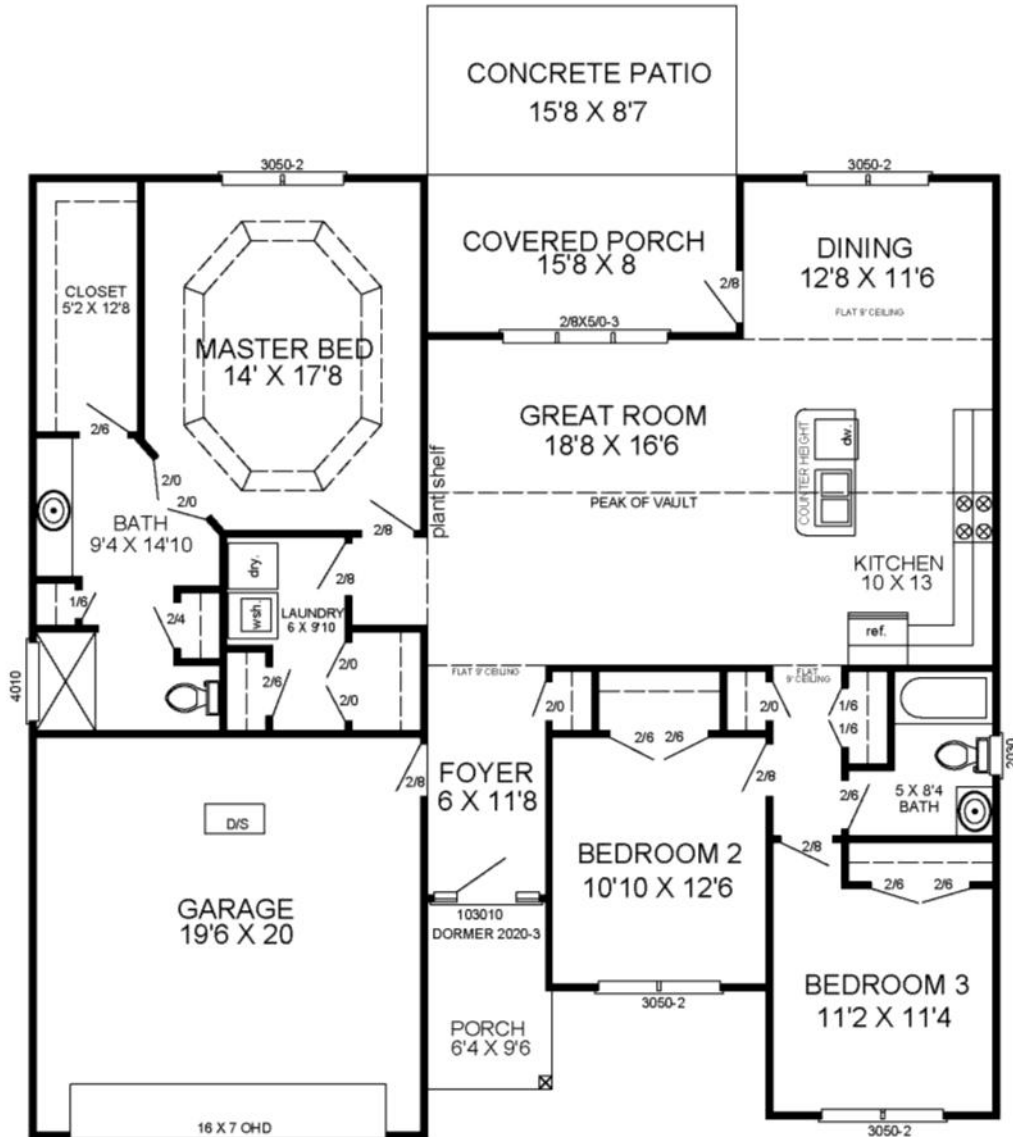 CONCRETE PATIO
15'8 X 8'7
3050-2
3050-2
COVERED PORCH
15'8 X 8
2/8
2/8X5/0-3
DINING
12'8 X 11'6
FLAT 9' CEILING
CLOSET
5'2 X 12'8
2/6
MASTER BED
14' X 17'8
2/0
2/0
2/8
plant shelf
GREAT ROOM
18'8 X 16'6
PEAK OF VAULT
COUNTER HEIGHT
dw.
KITCHEN
10 X 13
ref.
BATH
9'4 X 14'10
1/6
2/4
4010
dry.
wsh.
LAUNDRY
6 X 9'10
2/8
2/6
2/0
2/0
FLAT 9' CEILING
FLAT
9' CEILING
2/0
2/6 2/6
2/0
1/6
1/6
2/8
2/8
2/6
2030
5 X 8'4
BATH
FOYER
6 X 11'8
D/S
GARAGE
19'6 X 20
16 X 7 OHD
103010
DORMER 2020-3
PORCH
6'4 X 9'6
BEDROOM 2
10'10 X 12'6
3050-2
2/8
2/6 2/6
BEDROOM 3
11'2 X 11'4
3050-2